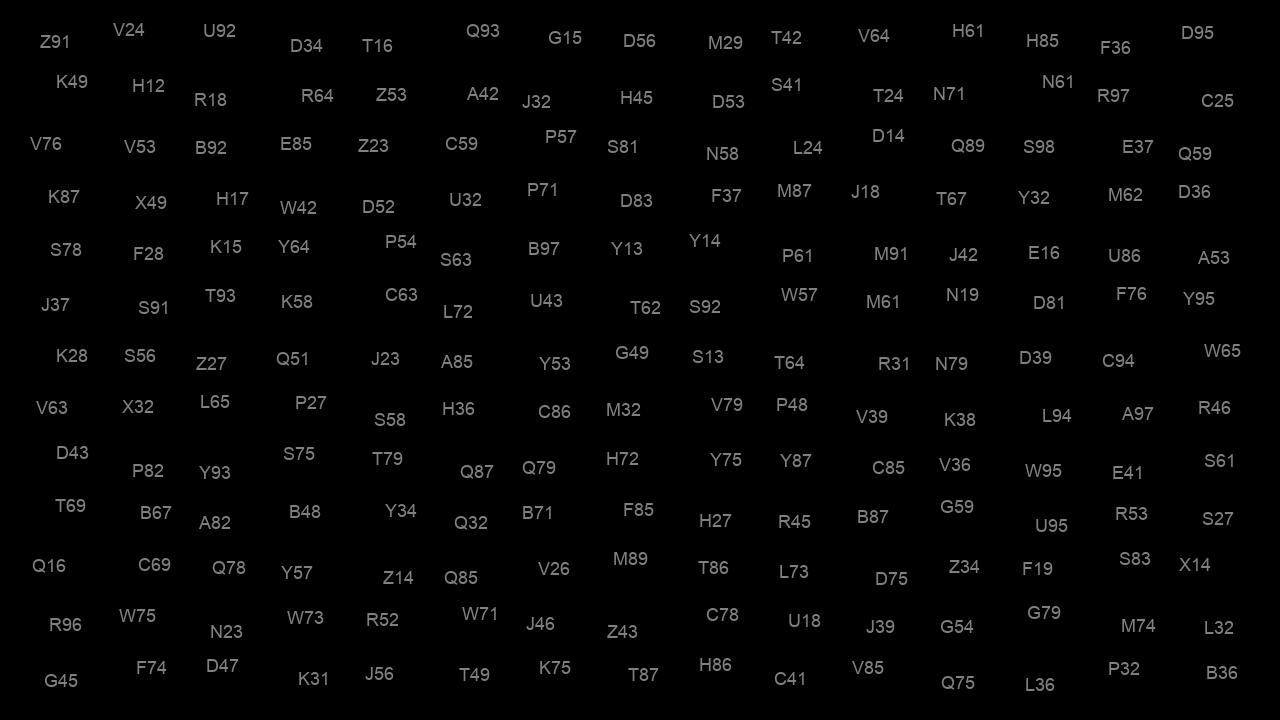 Z91 V24 U92 D34 T16 Q93 G15 D56 M29 T42 V64 H61 H85 F36 D95
K49 H12 R18 R64 Z53 A42 J32 H45 D53 S41 T24 N71 N61 R97 C25
V76 V53 B92 E85 Z23 C59 P57 S81 N58 L24 D14 Q89 S98 E37 Q59
K87 X49 H17 W42 D52 U32 P71 D83 F37 M87 J18 T67 Y32 M62 D36
S78 F28 K15 Y64 P54 S63 B97 Y13 Y14 P61 M91 J42 E16 U86 A53
J37 S91 T93 K58 C63 L72 U43 T62 S92 W57 M61 N19 D81 F76 Y95
K28 S56 Z27 Q51 J23 A85 Y53 G49 S13 T64 R31 N79 D39 C94 W65
V63 X32 L65 P27 S58 H36 C86 M32 V79 P48 V39 K38 L94 A97 R46
D43 P82 Y93 S75 T79 Q87 Q79 H72 Y75 Y87 C85 V36 W95 E41 S61
T69 B67 A82 B48 Y34 Q32 B71 F85 H27 R45 B87 G59 U95 R53 S27
Q16 C69 Q78 Y57 Z14 Q85 V26 M89 T86 L73 D75 Z34 F19 S83 X14
R96 W75 N23 W73 R52 W71 J46 Z43 C78 U18 J39 G54 G79 M74 L32
G45 F74 D47 K31 J56 T49 K75 T87 H86 C41 V85 Q75 L36 P32 B36